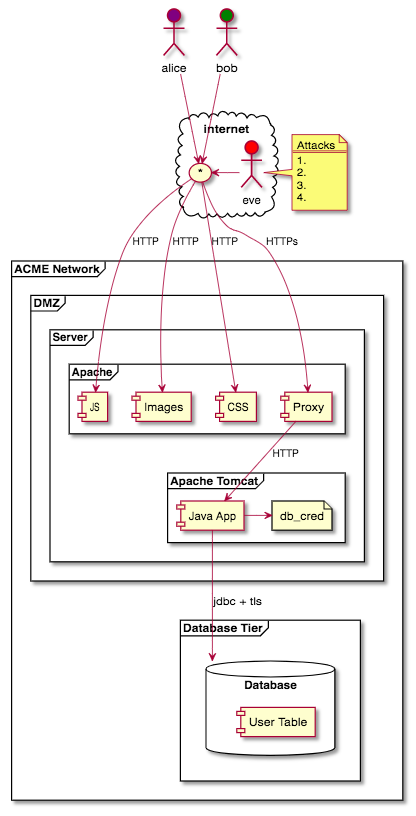 alice
bob
internet
*
eve
Attacks
1.
2.
3.
4.
HTTP
HTTP
HTTP
HTTPs
ACME Network
DMZ
Server
Apache
JS
Images
CSS
Proxy
HTTP
Apache Tomcat
Java App
db_cred
jdbc + tls
Database Tier
Database
User Table